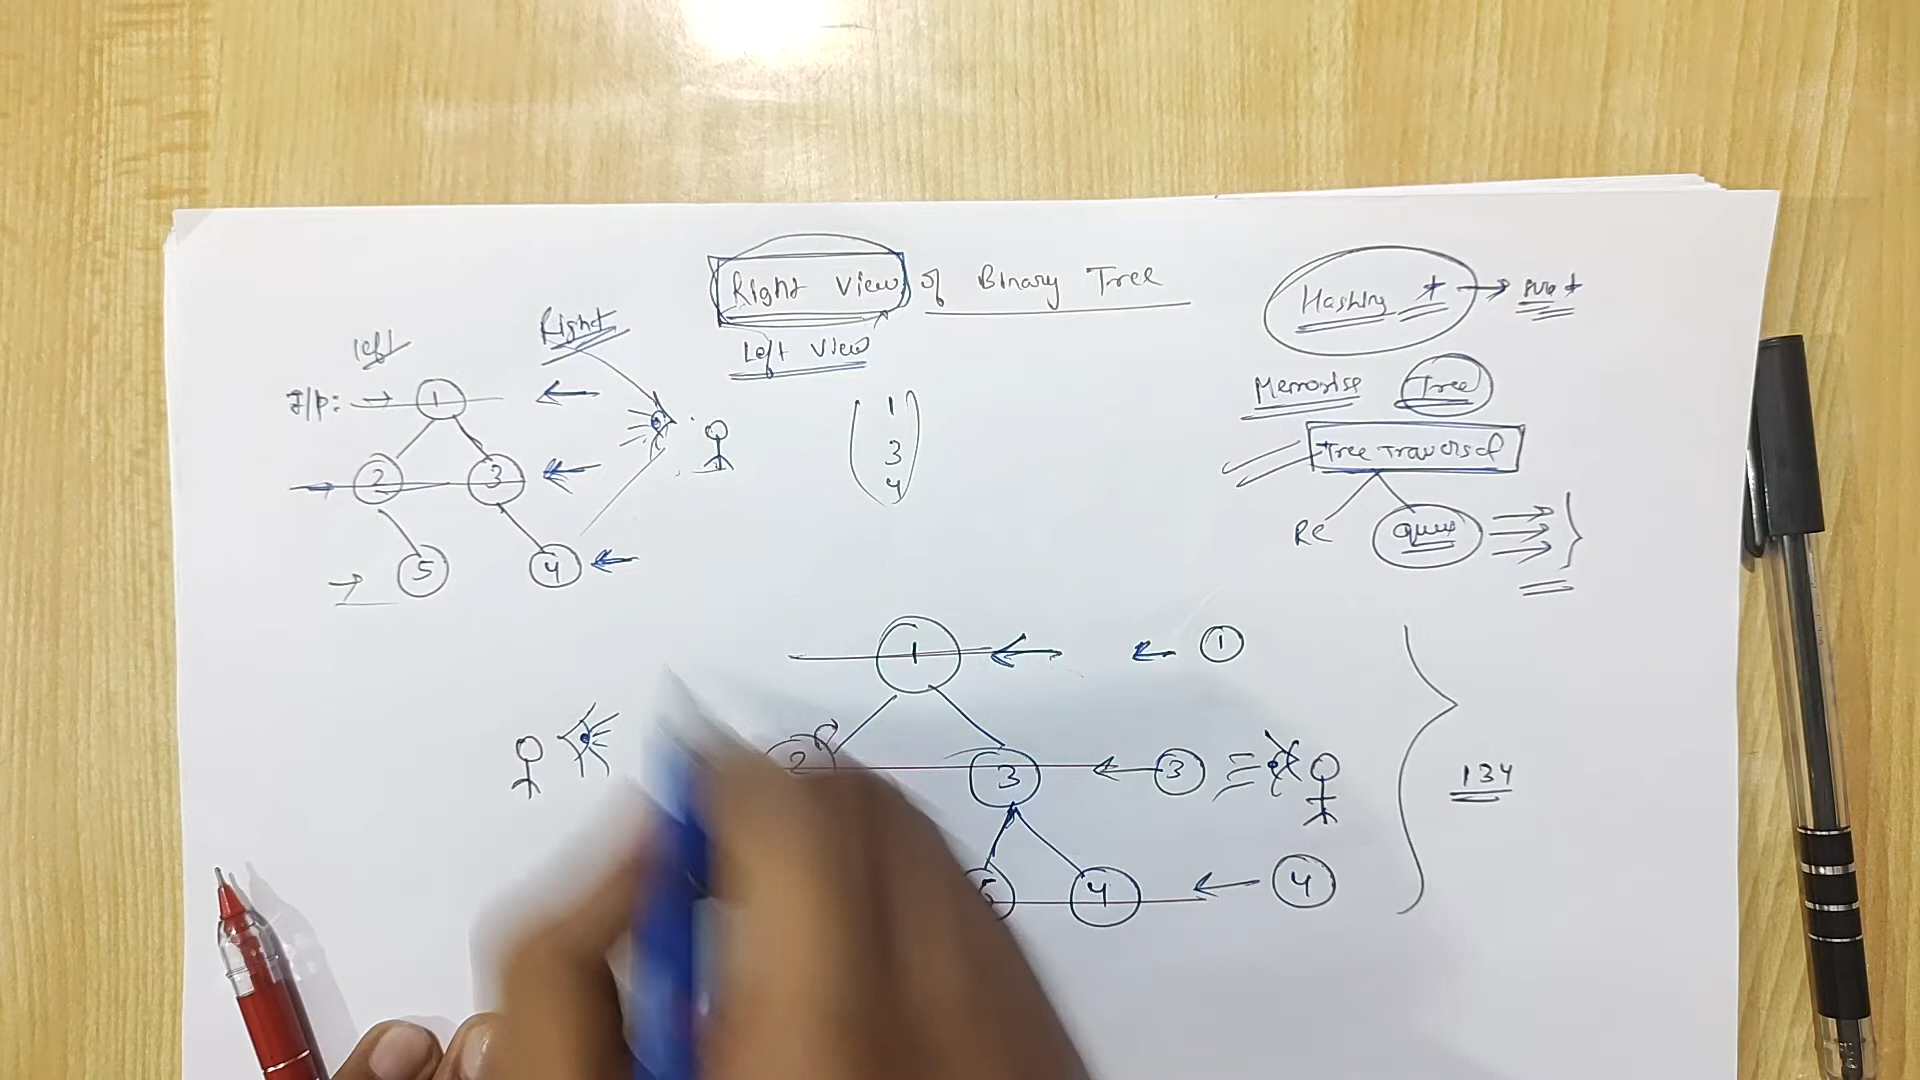 Right View of Binary Tree
Left View
Hashing
left
Right
I/P:
1
2 3
5 4
1
3
4
Memorise Tree
Tree Traversal
RC
1
1
2 3 3
5 4 4
134